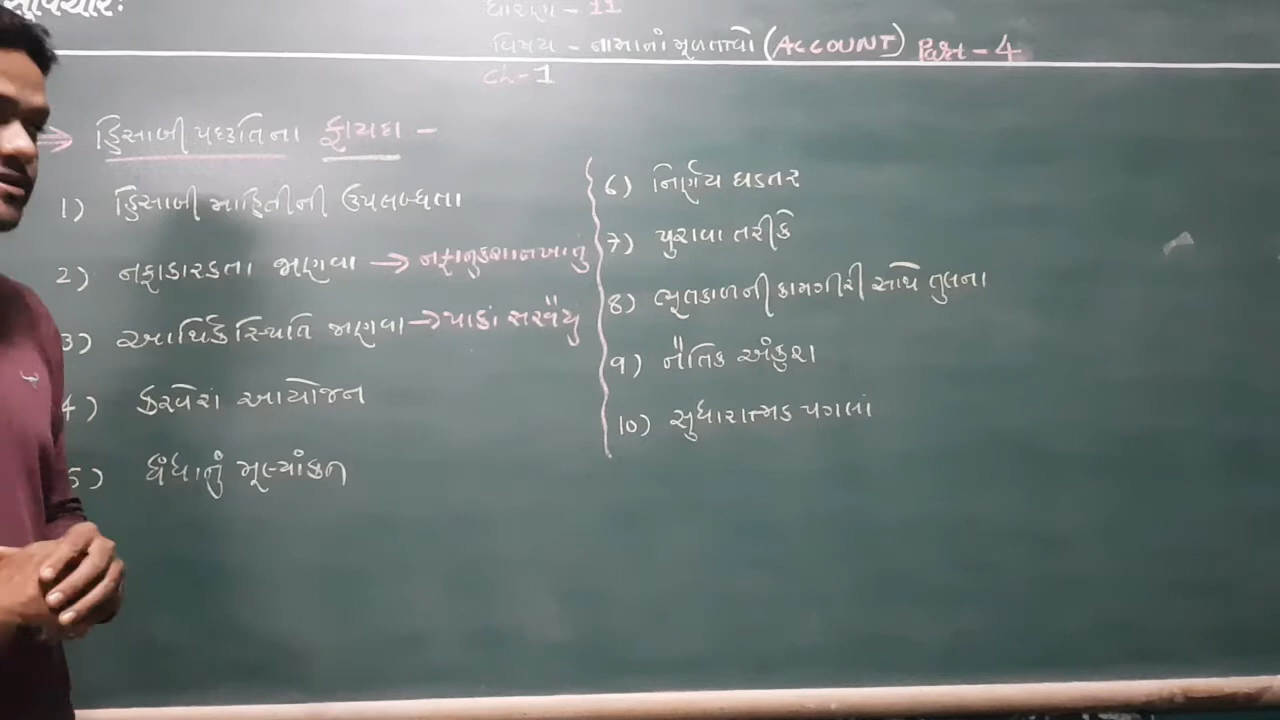 સુવિચાર:
ધોરણ - 11
વિષય - નામાનાં મૂળતત્વો (ACCOUNT) Part - 4
Ch-1
⇒ હિસાબી પધ્ધતિના ફાયદા -
1) હિસાબી માહિતીની ઉપલબ્ધતા
2) નફાકારકતા જાણવા → નફાનુકશાન ખાતું
3) આર્થિક સ્થિતિ જાણવા → પાકાં સરવૈયું
4) કરવેરા આયોજન
5) ધંધાનું મૂલ્યાંકન
6) નિર્ણય ઘડતર
7) પુરાવા તરીકે
8) ભૂતકાળની કામગીરી સાથે તુલના
9) નૈતિક અંકુશ
10) સુધારાત્મક પગલાં